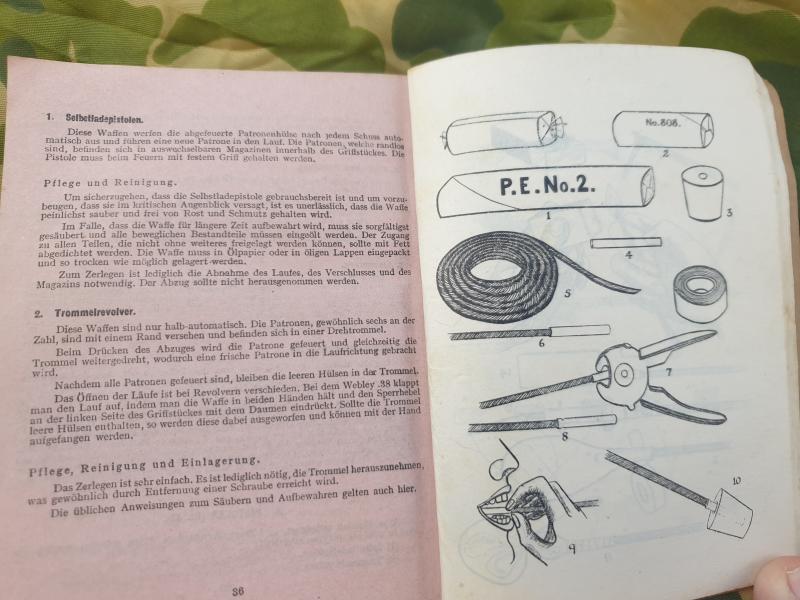 1. Selbstladepistolen.
Diese Waffen werfen die abgefeuerte Patronenhülse nach jedem Schuss auto-
matisch aus und führen eine neue Patrone in den Lauf. Die Patronen, welche randlos
sind, befinden sich in auswechselbaren Magazinen innerhalb des Griffstückes. Die
Pistole muss beim Feuern mit festem Griff gehalten werden.
Pflege und Reinigung.
Um sicherzugehen, dass die Selbstladepistole gebrauchsbereit ist und um vorzu-
beugen, dass sie im kritischen Augenblick versagt, ist es unerlässlich, dass die Waffe
peinlichst sauber und frei von Rost und Schmutz gehalten wird.
Im Falle, dass die Waffe für längere Zeit aufbewahrt wird, muss sie sorgfältigst
gesäubert und alle beweglichen Bestandteile müssen eingeölt werden. Der Zugang
zu allen Teilen, die nicht ohne weiteres freigelegt werden können, sollte mit Fett
abgedichtet werden. Die Waffe muss in Ölpapier oder in öligen Lappen eingepackt
und so trocken wie möglich gelagert werden.
Zum Zerlegen ist lediglich die Abnahme des Laufes, des Verschlusses und des
Magazins notwendig. Der Abzug sollte nicht herausgenommen werden.
2. Trommelrevolver.
Diese Waffen sind nur halb-automatisch. Die Patronen, gewöhnlich sechs an der
Zahl, sind mit einem Rand versehen und befinden sich in einer Drehtrommel.
Beim Drücken des Abzuges wird die Patrone gefeuert und gleichzeitig die
Trommel weitergedreht, wodurch eine frische Patrone in die Laufrichtung gebracht
wird.
Nachdem alle Patronen gefeuert sind, bleiben die leeren Hülsen in der Trommel.
Das Öffnen der Läufe ist bei Revolvern verschieden. Bei dem Webley .38 klappt
man den Lauf auf, indem man die Waffe in beiden Händen hält und den Sperrhebel
an der linken Seite des Griffstückes mit dem Daumen eindrückt. Sollte die Trommel
leere Hülsen enthalten, so werden diese dabei ausgeworfen und können mit der Hand
aufgefangen werden.
Pflege, Reinigung und Einlagerung.
Das Zerlegen ist sehr einfach. Es ist lediglich nötig, die Trommel herauszunehmen,
was gewöhnlich durch Entfernung einer Schraube erreicht wird.
Die üblichen Anweisungen zum Säubern und Aufbewahren gelten auch hier.
36
No.808.
2
P.E.No.2.
1
3
4
5
6
7
8
9
10